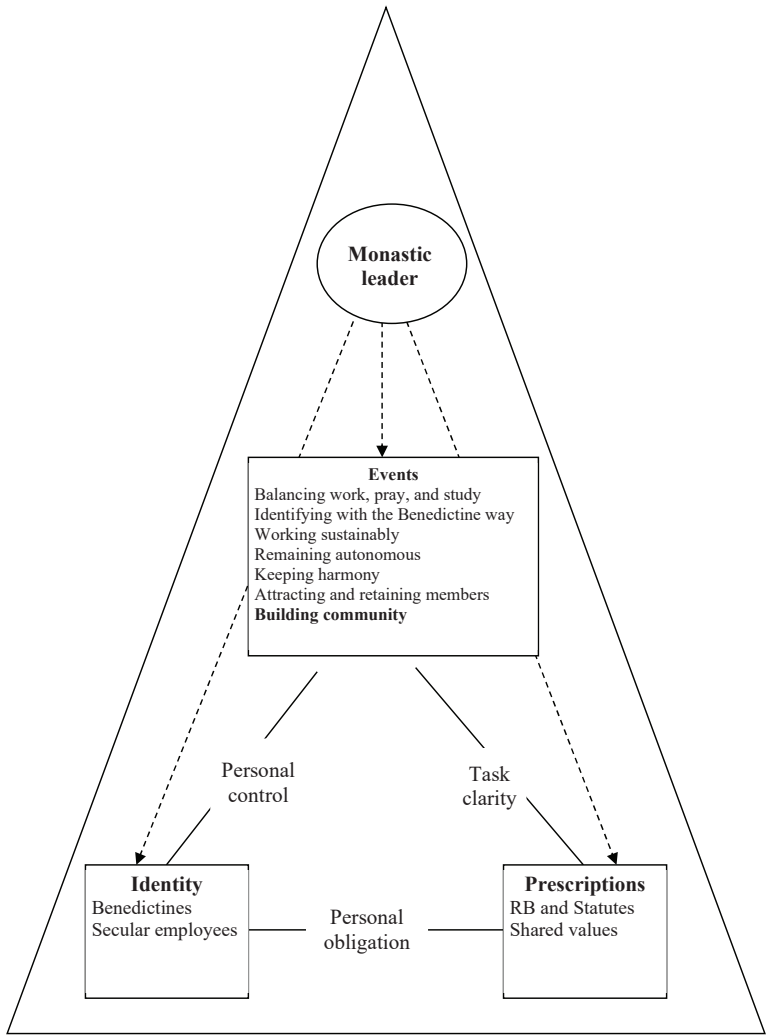 Monastic
leader
Events
Balancing work, pray, and study
Identifying with the Benedictine way
Working sustainably
Remaining autonomous
Keeping harmony
Attracting and retaining members
Building community
Personal
control
Task
clarity
Identity
Benedictines
Secular employees
Personal
obligation
Prescriptions
RB and Statutes
Shared values